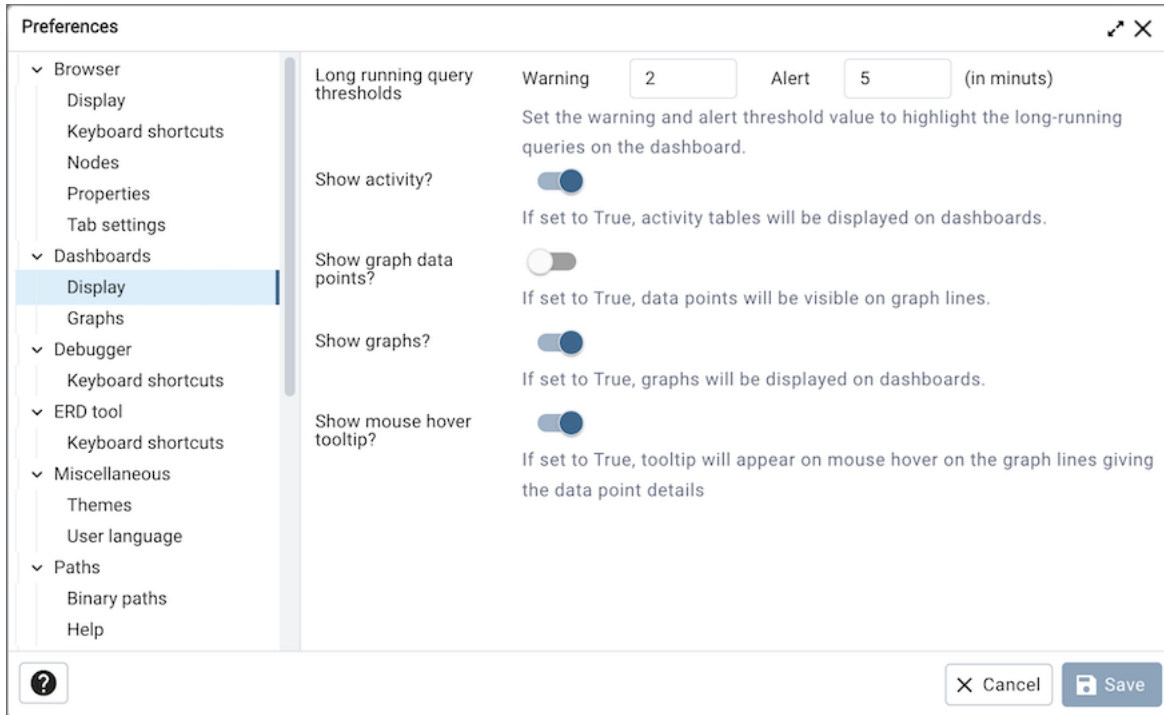 Preferences
Browser
Display
Keyboard shortcuts
Nodes
Properties
Tab settings
Dashboards
Display
Graphs
Debugger
Keyboard shortcuts
ERD tool
Keyboard shortcuts
Miscellaneous
Themes
User language
Paths
Binary paths
Help
Long running query
thresholds
Warning 2 Alert 5 (in minuts)
Set the warning and alert threshold value to highlight the long-running
queries on the dashboard.
Show activity?
If set to True, activity tables will be displayed on dashboards.
Show graph data
points?
If set to True, data points will be visible on graph lines.
Show graphs?
If set to True, graphs will be displayed on dashboards.
Show mouse hover
tooltip?
If set to True, tooltip will appear on mouse hover on the graph lines giving
the data point details
? Cancel Save